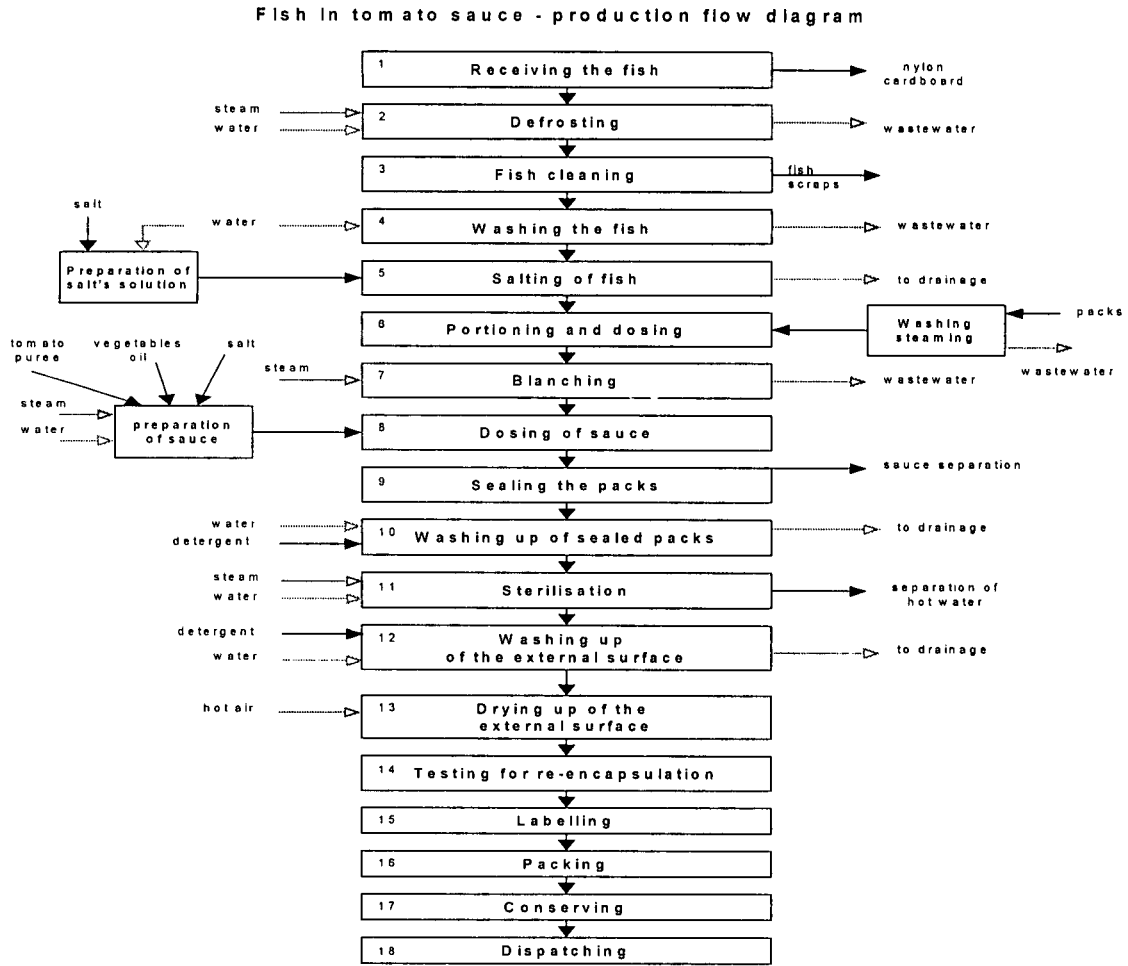 Fish in tomato sauce - production flow diagram
1
Receiving the fish
nylon
cardboard
steam
water
2
Defrosting
wastewater
3
Fish cleaning
fish
scraps
salt
water
4
Washing the fish
wastewater
Preparation of
salt's solution
5
Salting of fish
to drainage
6
Portioning and dosing
Washing
steaming
packs
wastewater
tomato
puree
vegetables
oil
salt
steam
7
Blanching
wastewater
steam
water
preparation
of sauce
8
Dosing of sauce
sauce separation
9
Sealing the packs
water
detergent
10
Washing up of sealed packs
to drainage
steam
water
11
Sterilisation
separation of
hot water
detergent
water
12
Washing up
of the external surface
to drainage
hot air
13
Drying up of the
external surface
14
Testing for re-encapsulation
15
Labelling
16
Packing
17
Conserving
18
Dispatching